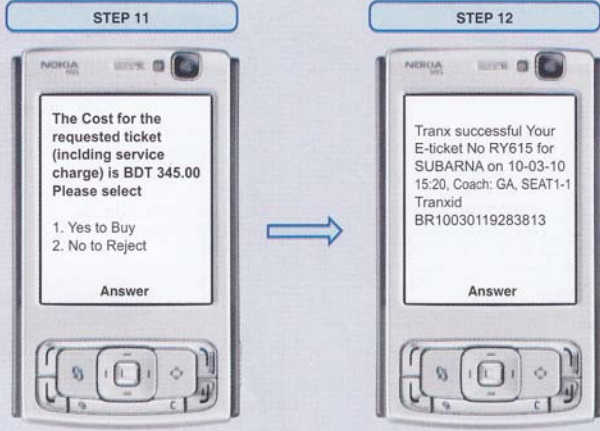 STEP 11
NOKIA
The Cost for the
requested ticket
(inclding service
charge) is BDT 345.00
Please select
1. Yes to Buy
2. No to Reject
Answer
STEP 12
NOKIA
Tranx successful Your
E-ticket No RY615 for
SUBARNA on 10-03-10
15:20, Coach: GA, SEAT1-1
Tranxid
BR10030119283813
Answer